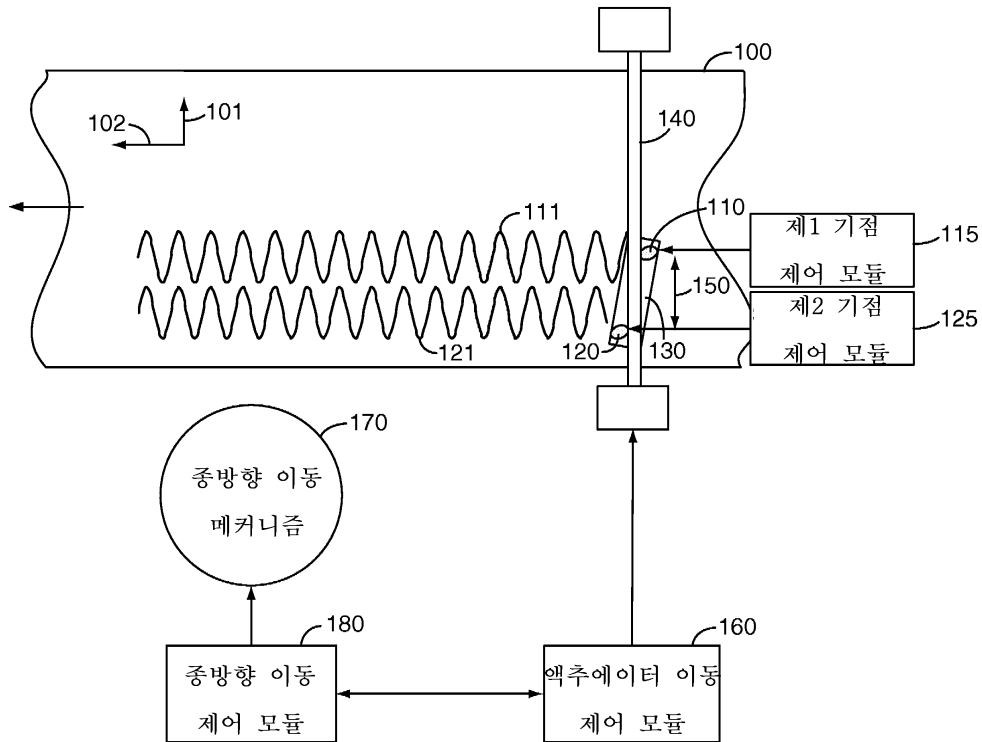 100
101
102
140
111
110
제1 기점
제어 모듈
115
150
제2 기점
제어 모듈
125
121
120
130
170
종방향 이동
메커니즘
180
종방향 이동
제어 모듈
160
액추에이터 이동
제어 모듈